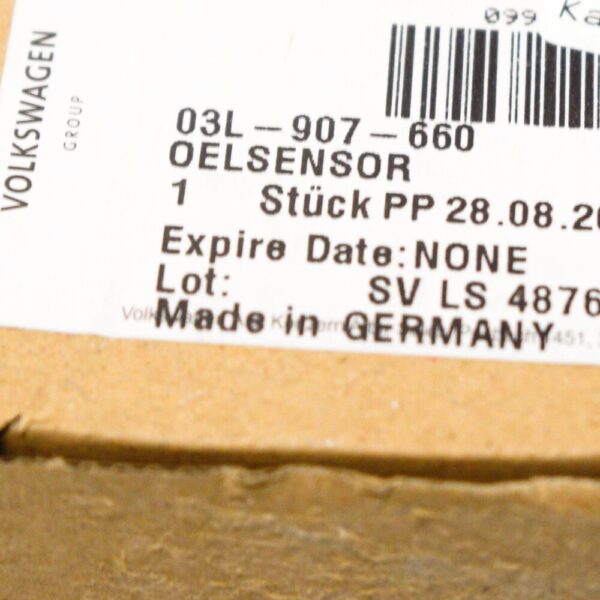 VOLKSWAGEN
GROUP
099
03L-907-660
OELSENSOR
1 Stück PP 28.08.20
Expire Date:NONE
Lot: SV LS 4876
Made in GERMANY